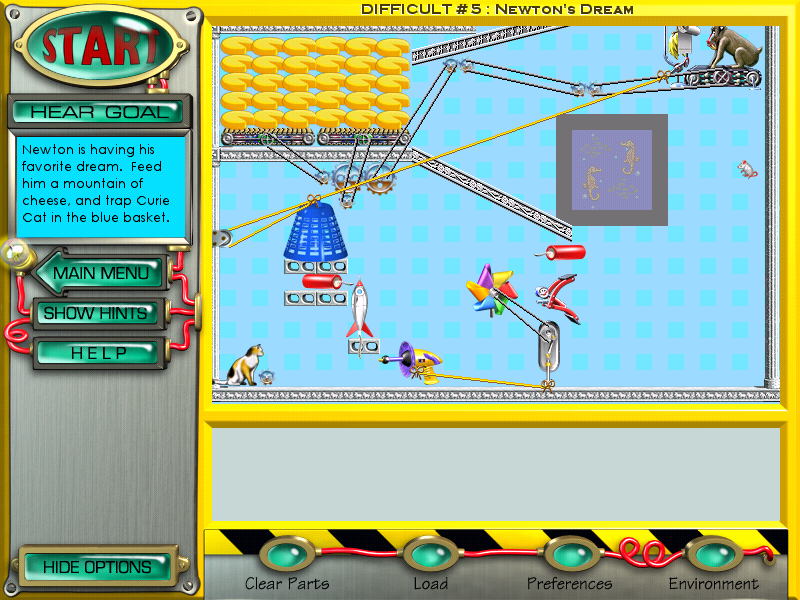 DIFFICULT # 5 : NEWTON'S DREAM
START
HEAR GOAL
Newton is having his
favorite dream. Feed
him a mountain of
cheese, and trap Curie
Cat in the blue basket.
MAIN MENU
SHOW HINTS
HELP
HIDE OPTIONS
Clear Parts
Load
Preferences
Environment